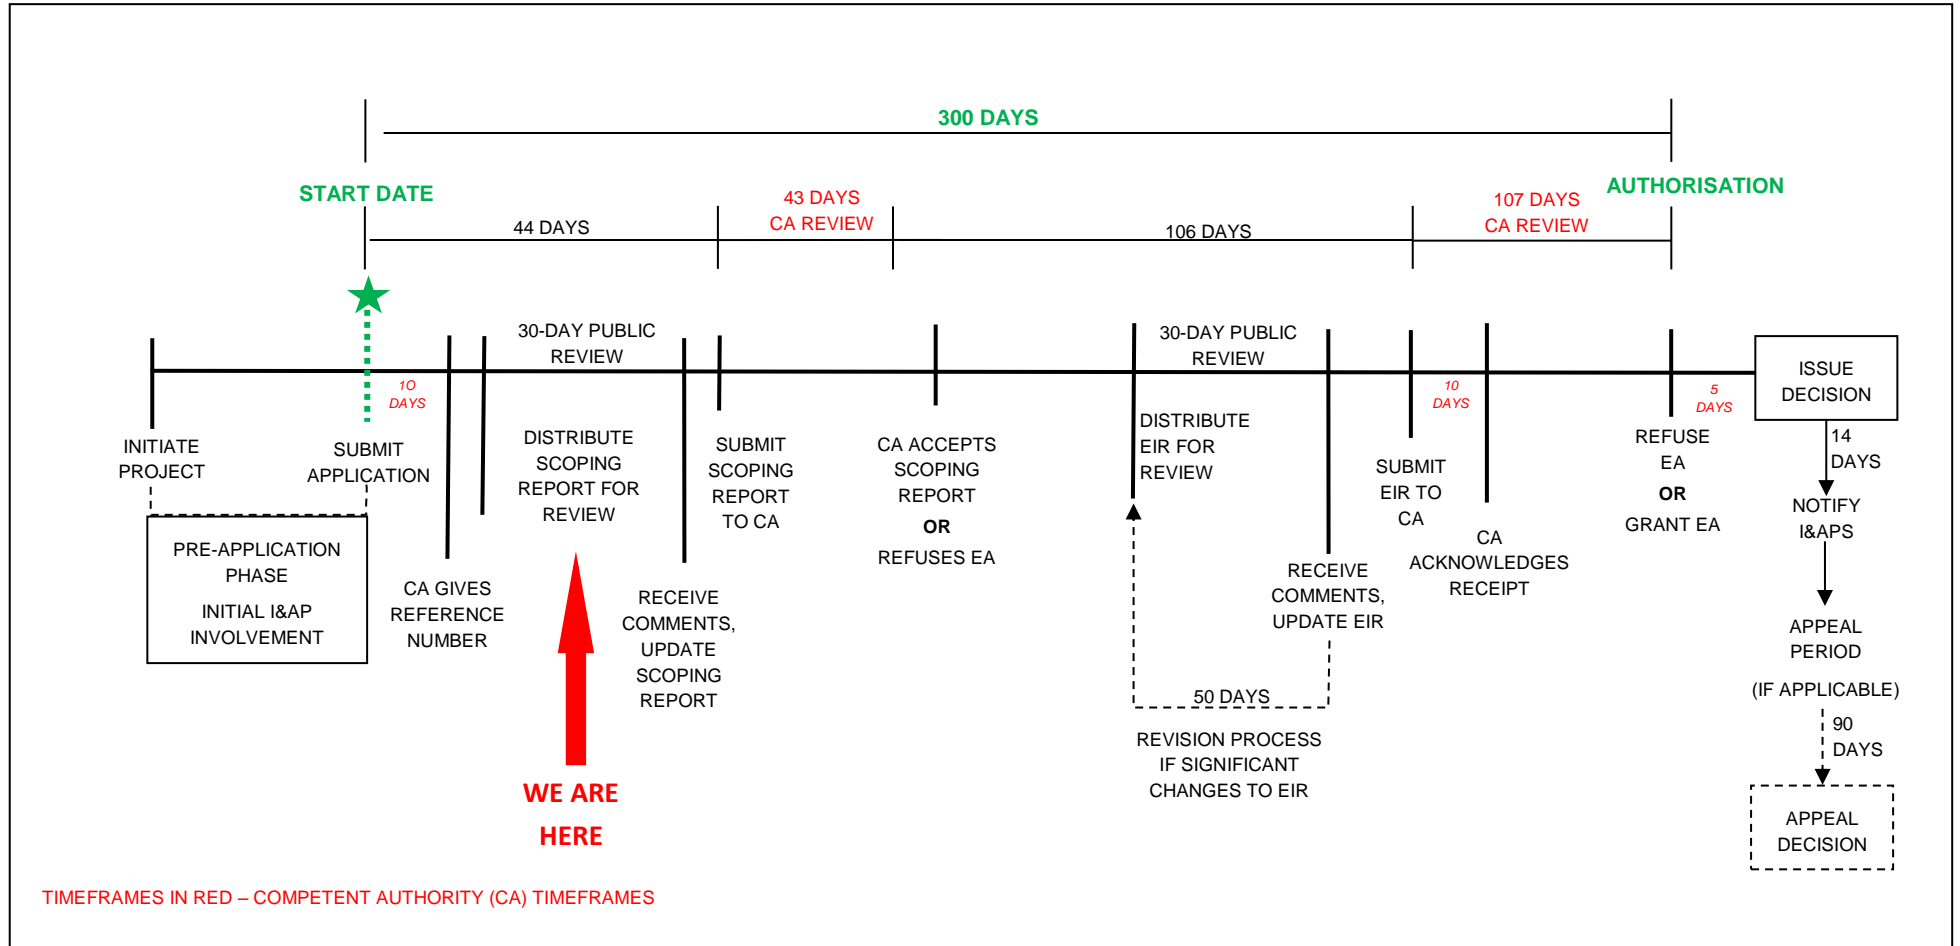 300 DAYS
START DATE
AUTHORISATION
44 DAYS
43 DAYS
CA REVIEW
106 DAYS
107 DAYS
CA REVIEW
30-DAY PUBLIC
REVIEW
30-DAY PUBLIC
REVIEW
10
DAYS
10
DAYS
5
DAYS
ISSUE
DECISION
INITIATE
PROJECT
SUBMIT
APPLICATION
PRE-APPLICATION
PHASE
INITIAL I&AP
INVOLVEMENT
CA GIVES
REFERENCE
NUMBER
DISTRIBUTE
SCOPING
REPORT FOR
REVIEW
RECEIVE
COMMENTS,
UPDATE
SCOPING
REPORT
SUBMIT
SCOPING
REPORT
TO CA
CA ACCEPTS
SCOPING
REPORT
OR
REFUSES EA
DISTRIBUTE
EIR FOR
REVIEW
RECEIVE
COMMENTS,
UPDATE EIR
50 DAYS
REVISION PROCESS
IF SIGNIFICANT
CHANGES TO EIR
SUBMIT
EIR TO
CA
CA
ACKNOWLEDGES
RECEIPT
REFUSE
EA
OR
GRANT EA
14
DAYS
NOTIFY
I&APS
APPEAL
PERIOD
(IF APPLICABLE)
90
DAYS
APPEAL
DECISION
WE ARE
HERE
TIMEFRAMES IN RED – COMPETENT AUTHORITY (CA) TIMEFRAMES